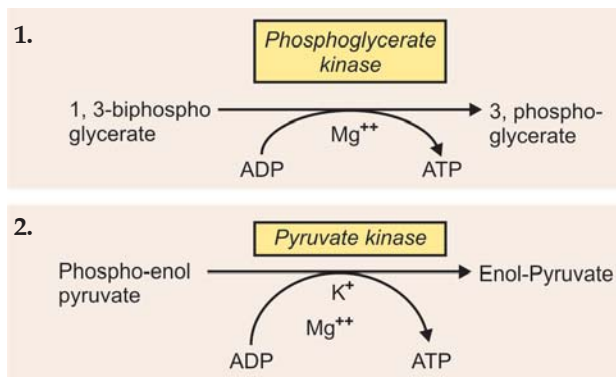 1.
Phosphoglycerate
kinase
1, 3-biphospho
glycerate
3, phospho-
glycerate
Mg++
ADP
ATP
2.
Pyruvate kinase
Phospho-enol
pyruvate
Enol-Pyruvate
K+
Mg++
ADP
ATP